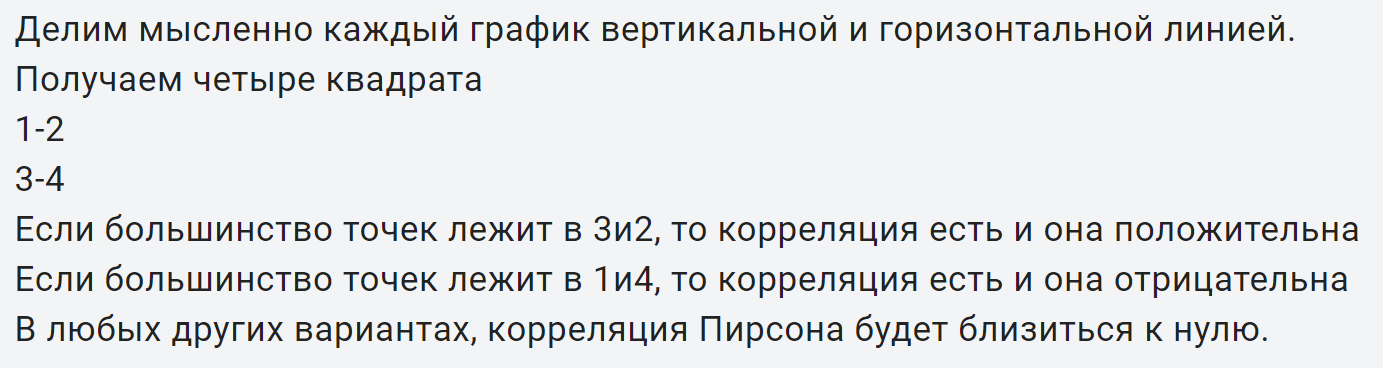 Делим мысленно каждый график вертикальной и горизонтальной линией.
Получаем четыре квадрата
1-2
3-4
Если большинство точек лежит в 3и2, то корреляция есть и она положительна
Если большинство точек лежит в 1и4, то корреляция есть и она отрицательна
В любых других вариантах, корреляция Пирсона будет близиться к нулю.